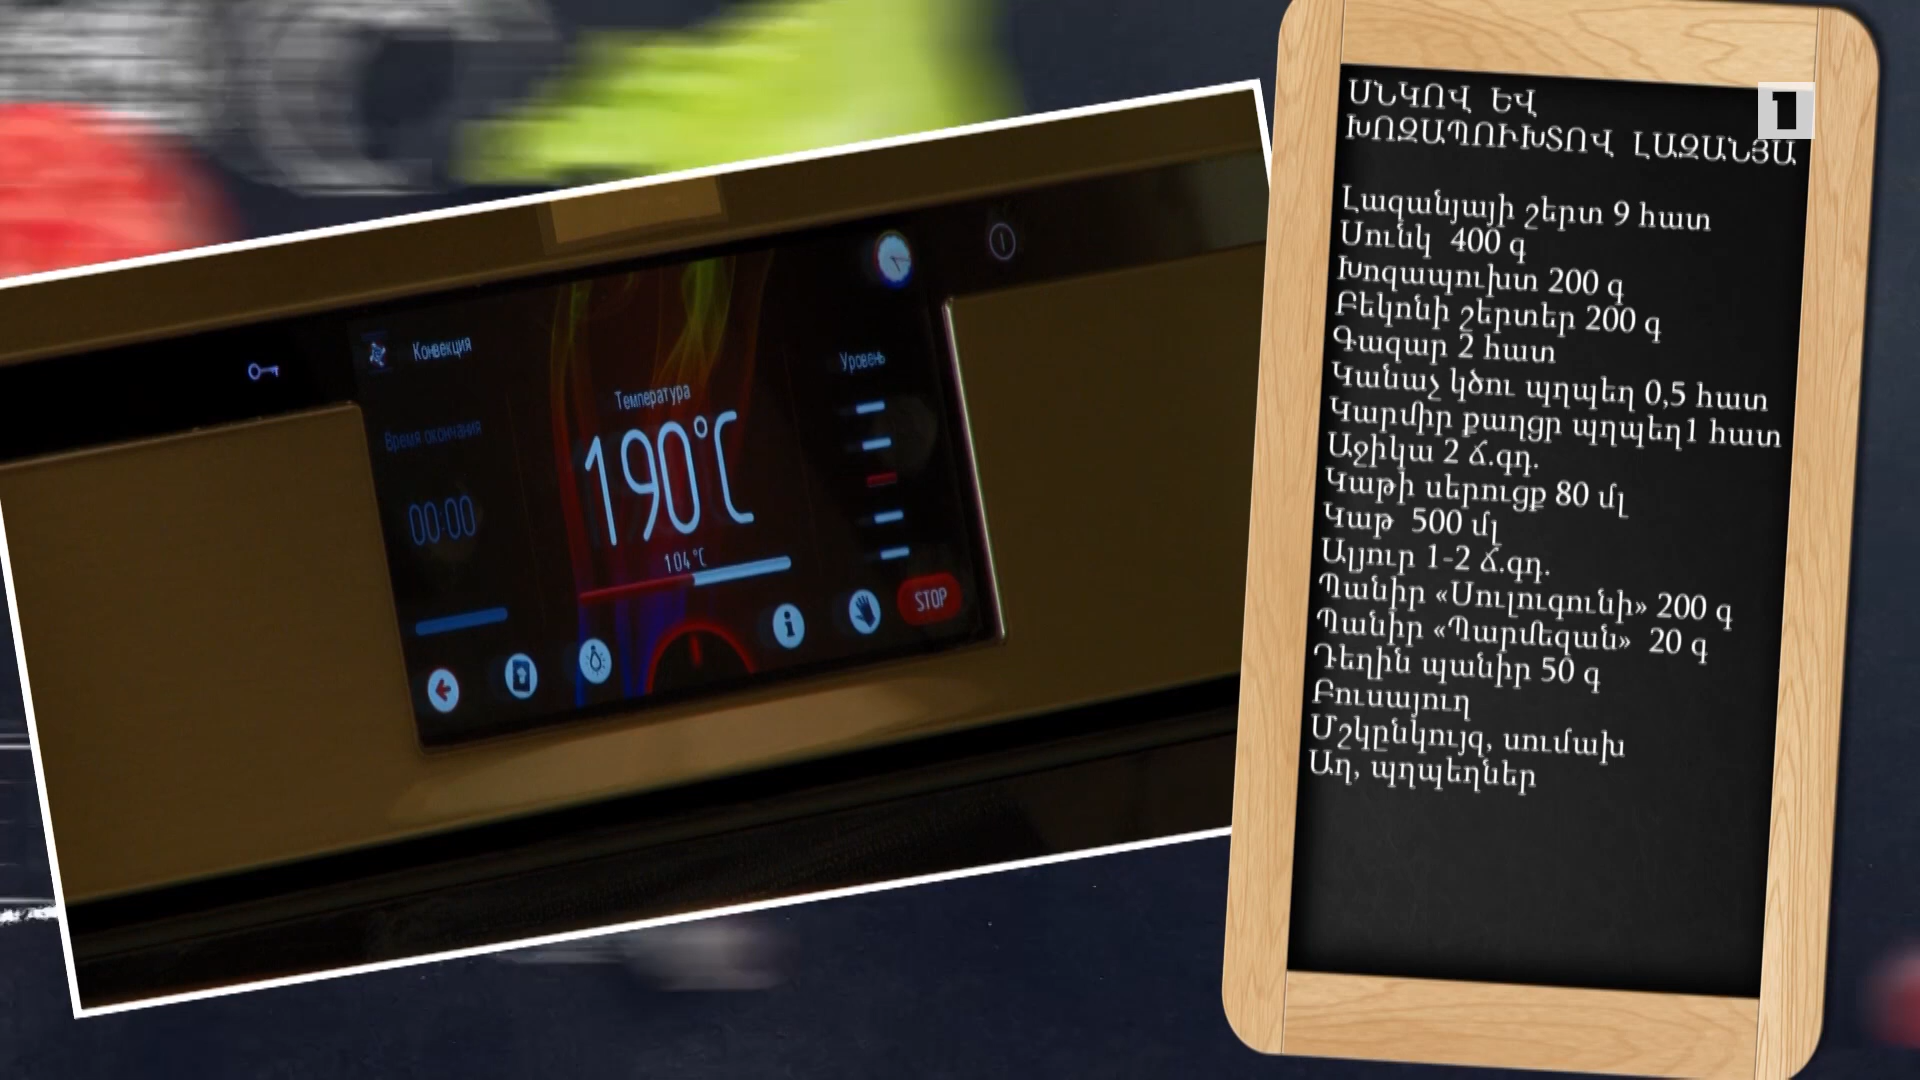 Конвекция
Время окончания
00:00
Температура
190°C
104°C
Уровень
STOP
1
ՍՆԿՈՎ ԵՎ
ԽՈԶԱՊՈՒԽՏՈՎ ԼԱԶԱՆՅԱ
Լազանյայի շերտ 9 հատ
Սունկ 400 գ
Խոզապուխտ 200 գ
Բեկոնի շերտեր 200 գ
Գազար 2 հատ
Կանաչ կծու պղպեղ 0,5 հատ
Կարմիր քաղցր պղպեղ1 հատ
Աջիկա 2 ճ.գդ.
Կաթի սերուցք 80 մլ
Կաթ 500 մլ
Ալյուր 1-2 ճ.գդ.
Պանիր «Սուլուգունի» 200 գ
Պանիր «Պարմեզան» 20 գ
Դեղին պանիր 50 գ
Բուսայուղ
Մշկընկույզ, սումախ
Աղ, պղպեղներ